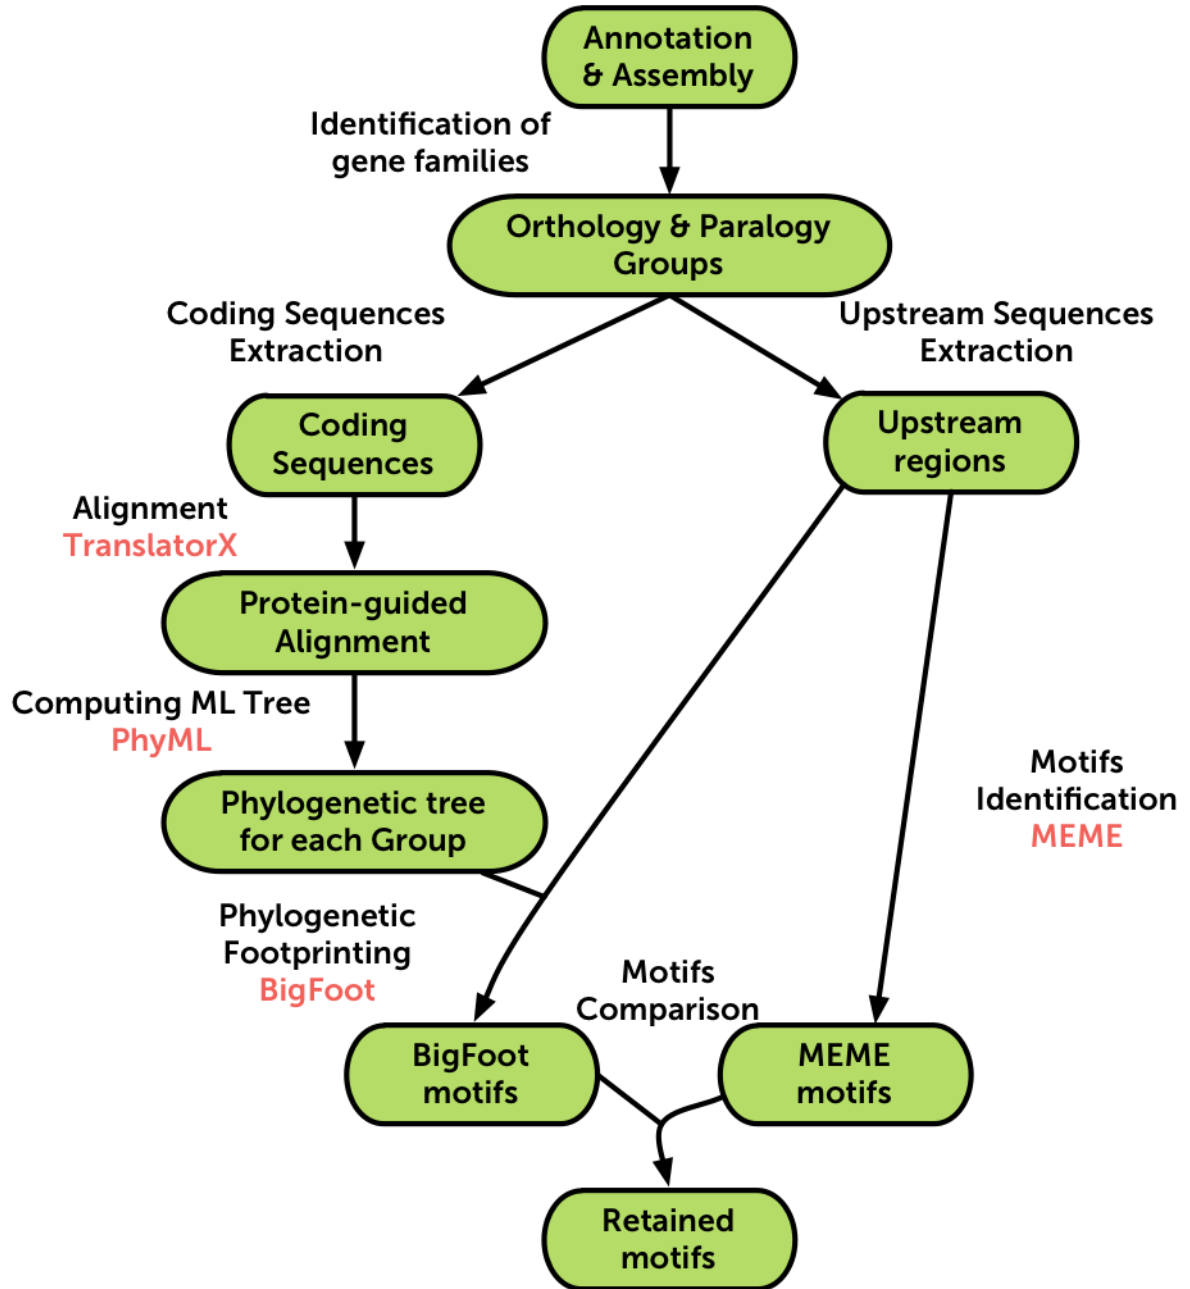 Annotation
& Assembly
Identification of
gene families
Orthology & Paralogy
Groups
Coding Sequences
Extraction
Upstream Sequences
Extraction
Coding
Sequences
Upstream
regions
Alignment
TranslatorX
Protein-guided
Alignment
Computing ML Tree
PhyML
Phylogenetic tree
for each Group
Motifs
Identification
MEME
Phylogenetic
Footprinting
BigFoot
Motifs
Comparison
BigFoot
motifs
MEME
motifs
Retained
motifs